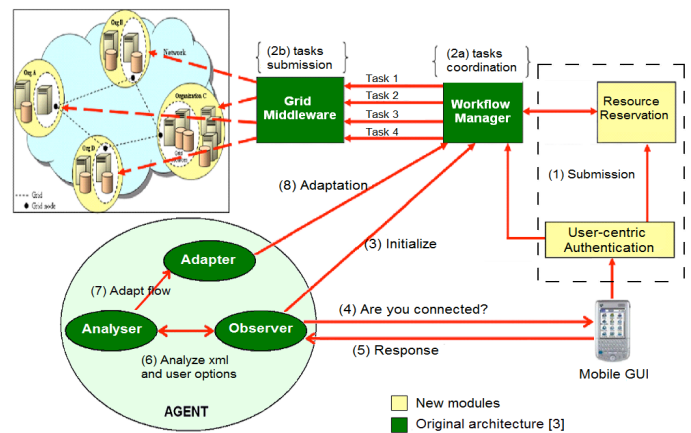 Org B
Network
Org A
Organization C
Org D
Grid
Grid node
(2b) tasks
submission
(2a) tasks
coordination
Grid
Middleware
Task 1
Task 2
Task 3
Task 4
Workflow
Manager
Resource
Reservation
(1) Submission
User-centric
Authentication
(8) Adaptation
(3) Initialize
Adapter
(7) Adapt flow
Analyser
Observer
(4) Are you connected?
(5) Response
(6) Analyze xml
and user options
Mobile GUI
AGENT
New modules
Original architecture [3]